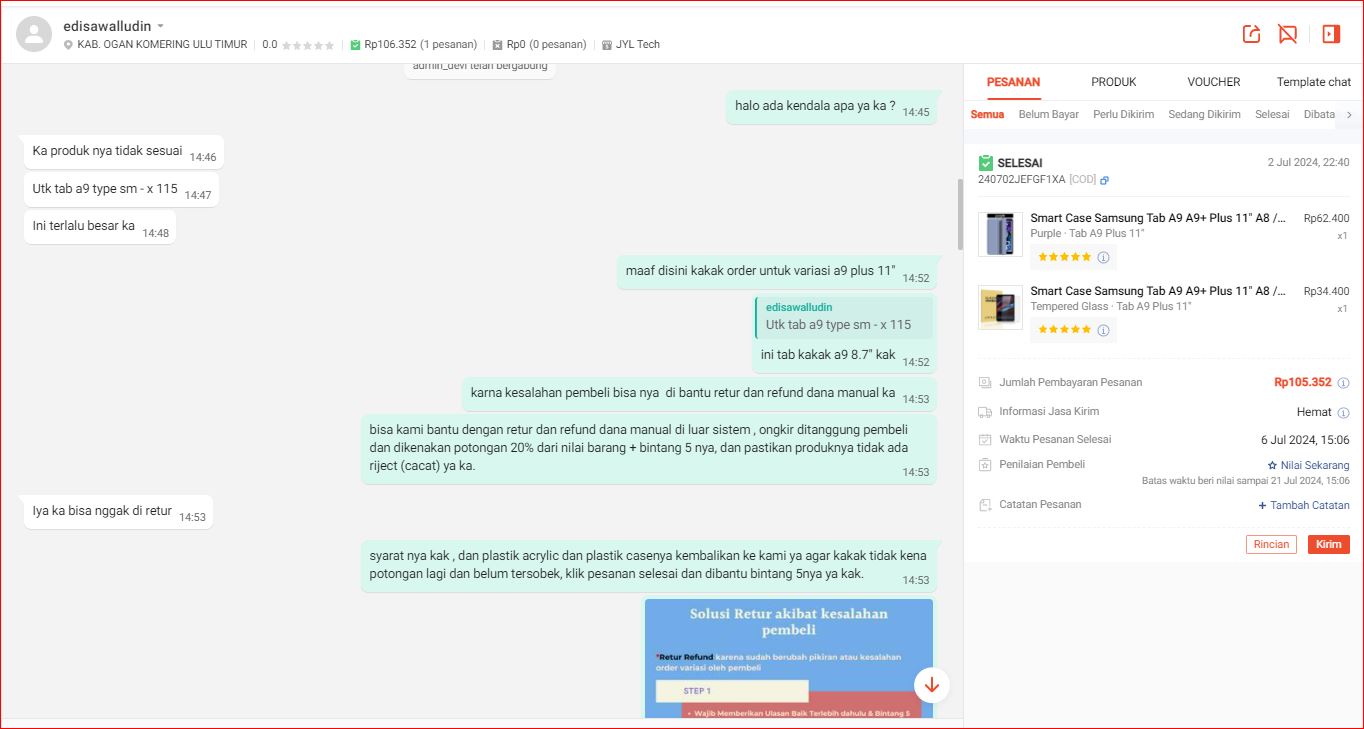 edisawalludin
KAB. OGAN KOMERING ULU TIMUR
0.0
Rp106.352 (1 pesanan)
Rp0 (0 pesanan)
JYL Tech
admin_devi telah bergabung
halo ada kendala apa ya ka ?
14:45
Ka produk nya tidak sesuai
14:46
Utk tab a9 type sm - x 115
14:47
Ini terlalu besar ka
14:48
maaf disini kakak order untuk variasi a9 plus 11"
14:52
edisawalludin
Utk tab a9 type sm - x 115
ini tab kakak a9 8.7" kak
14:52
karna kesalahan pembeli bisa nya di bantu retur dan refund dana manual ka
14:53
bisa kami bantu dengan retur dan refund dana manual di luar sistem , ongkir ditanggung pembeli
dan dikenakan potongan 20% dari nilai barang + bintang 5 nya, dan pastikan produknya tidak ada
riject (cacat) ya ka.
14:53
Iya ka bisa nggak di retur
14:53
syarat nya kak , dan plastik acrylic dan plastik casenya kembalikan ke kami ya agar kakak tidak kena
potongan lagi dan belum tersobek, klik pesanan selesai dan dibantu bintang 5nya ya kak.
14:53
Solusi Retur akibat kesalahan
pembeli
*Retur Refund karena sudah berubah pikiran atau kesalahan
order variasi oleh pembeli
STEP 1
• Wajib Memberikan Ulasan Baik Terlebih dahulu & Bintang 5
PESANAN
PRODUK
VOUCHER
Template chat
Semua
Belum Bayar
Perlu Dikirim
Sedang Dikirim
Selesai
Dibata
SELESAI
2 Jul 2024, 22:40
240702JEFGF1XA [COD]
Smart Case Samsung Tab A9 A9+ Plus 11" A8 /...
Rp62.400
Purple · Tab A9 Plus 11"
x1
Smart Case Samsung Tab A9 A9+ Plus 11" A8 /...
Rp34.400
Tempered Glass · Tab A9 Plus 11"
x1
Jumlah Pembayaran Pesanan
Rp105.352
Informasi Jasa Kirim
Hemat
Waktu Pesanan Selesai
6 Jul 2024, 15:06
Penilaian Pembeli
Nilai Sekarang
Batas waktu beri nilai sampai 21 Jul 2024, 15:06
Catatan Pesanan
+ Tambah Catatan
Rincian
Kirim